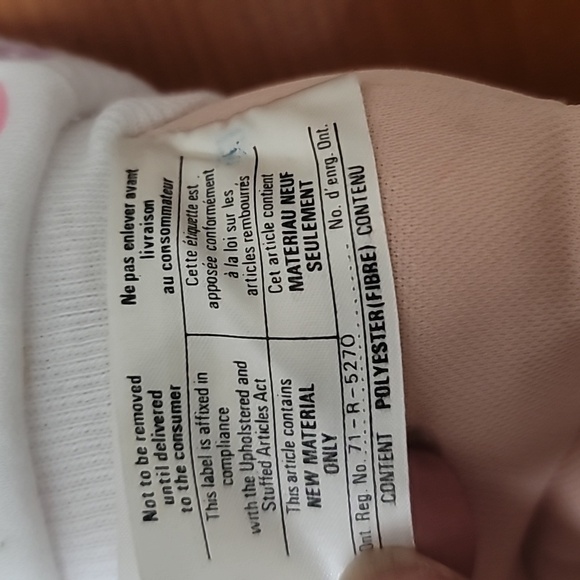 Not to be removed
until delivered
to the consumer
Ne pas enlever avant
livraison
au consommateur
This label is affixed in
compliance
with the Upholstered and
Stuffed Articles Act
Cette étiquette est
apposée conformément
à la loi sur les
articles rembourrés
This article contains
NEW MATERIAL
ONLY
Cet article contient
MATERIAU NEUF
SEULEMENT
Ont Reg. No. 71-R-5270 No. d'enrg. Ont.
CONTENT POLYESTER(FIBRE) CONTENU